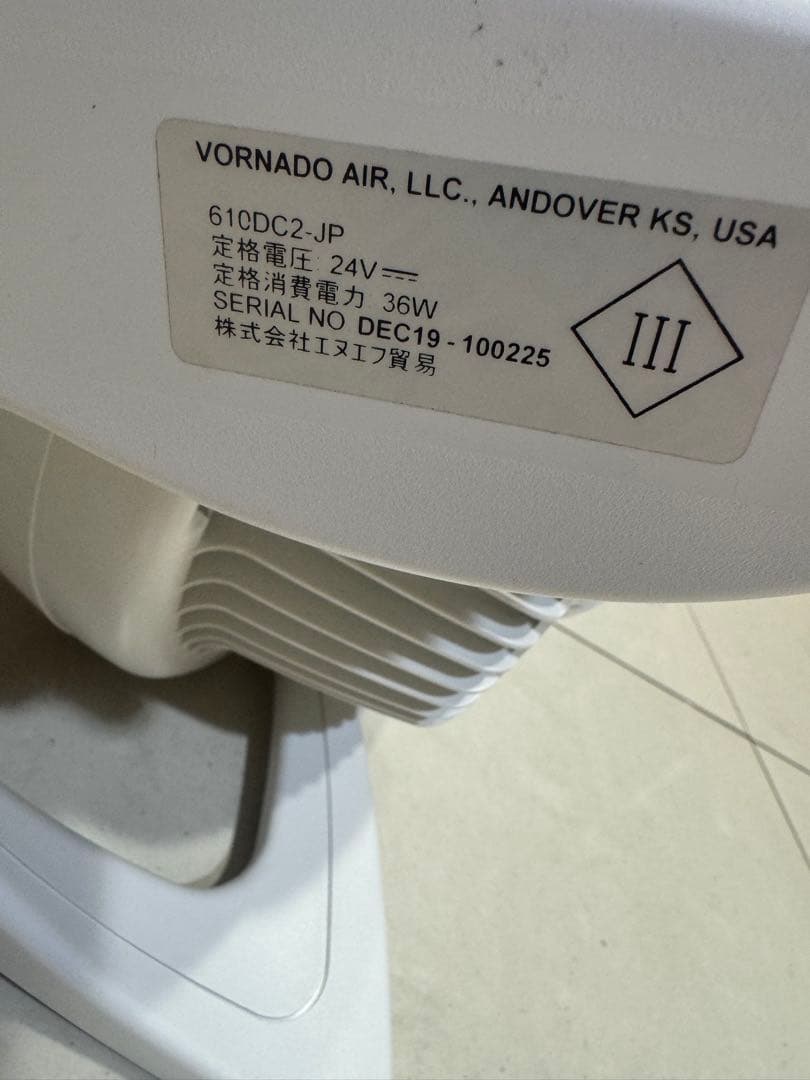 VORNADO AIR, LLC., ANDOVER KS, USA
610DC2-JP
定格電圧 24V⎓
定格消費電力 36W
SERIAL NO DEC19 - 100225
株式会社エヌエフ貿易
III